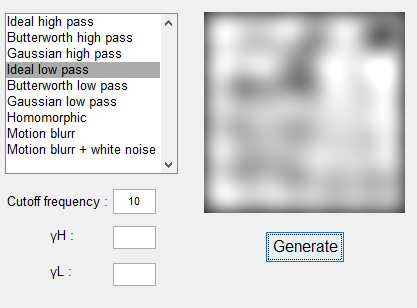 Ideal high pass
Butterworth high pass
Gaussian high pass
Ideal low pass
Butterworth low pass
Gaussian low pass
Homomorphic
Motion blurr
Motion blurr + white noise
Cutoff frequency : 10
γH :
γL :
Generate